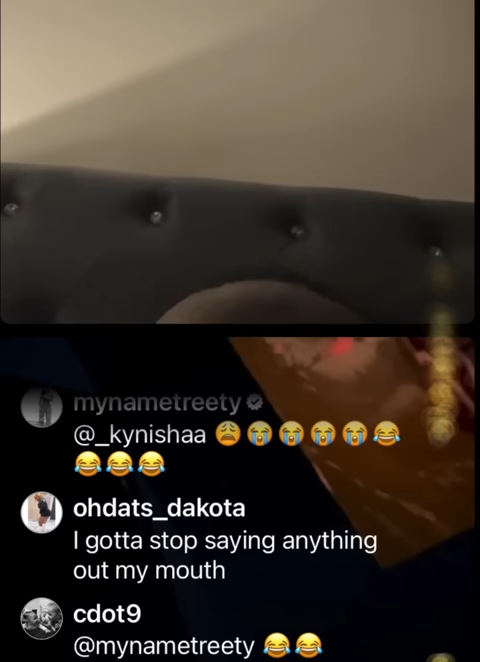 mynametreety
@_kynishaa 😩😭😭😭😭😂
😂😂😂
ohdats_dakota
I gotta stop saying anything
out my mouth
cdot9
@mynametreety 😂😂